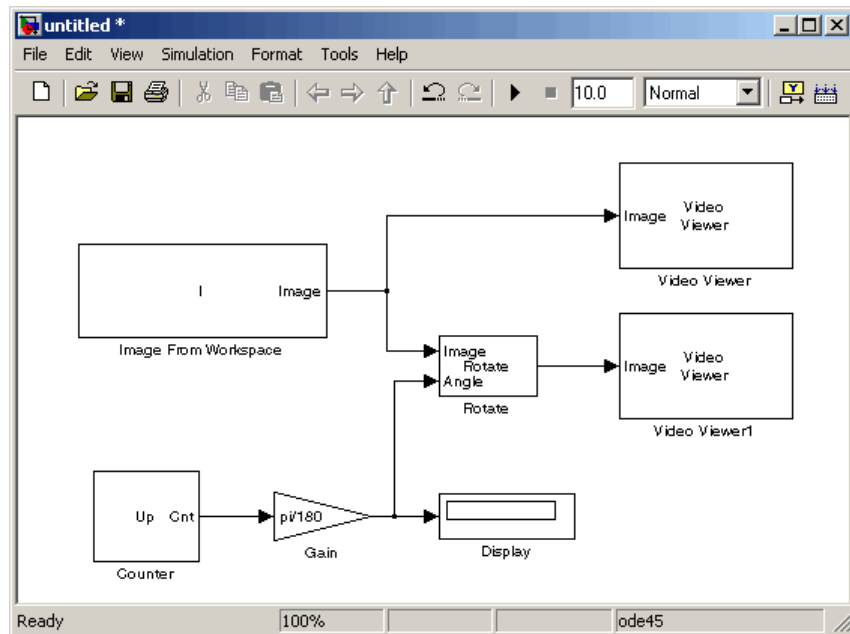 untitled *
File Edit View Simulation Format Tools Help
10.0 Normal
Image Video Viewer
Video Viewer
I Image
Image From Workspace
Image
Rotate
Angle
Rotate
Image Video Viewer
Video Viewer1
Up Cnt
Counter
pi/180
Gain
Display
Ready 100% ode45